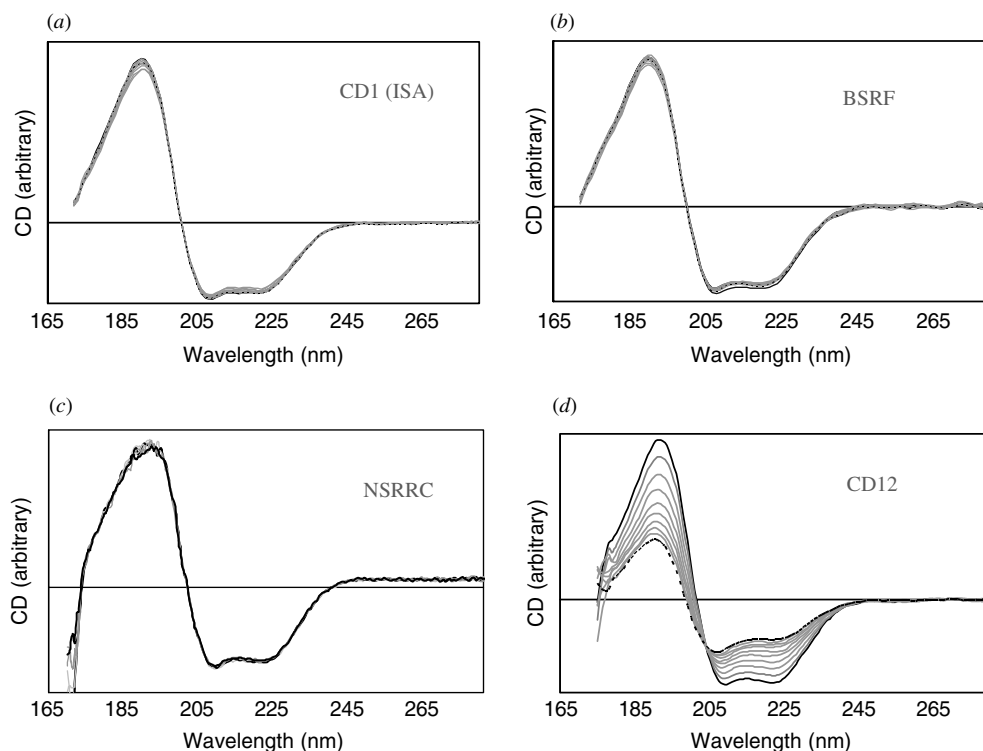 (a)
CD1 (ISA)
CD (arbitrary)
165 185 205 225 245 265
Wavelength (nm)
(b)
BSRF
CD (arbitrary)
165 185 205 225 245 265
Wavelength (nm)
(c)
NSRRC
CD (arbitrary)
165 185 205 225 245 265
Wavelength (nm)
(d)
CD12
CD (arbitrary)
165 185 205 225 245 265
Wavelength (nm)